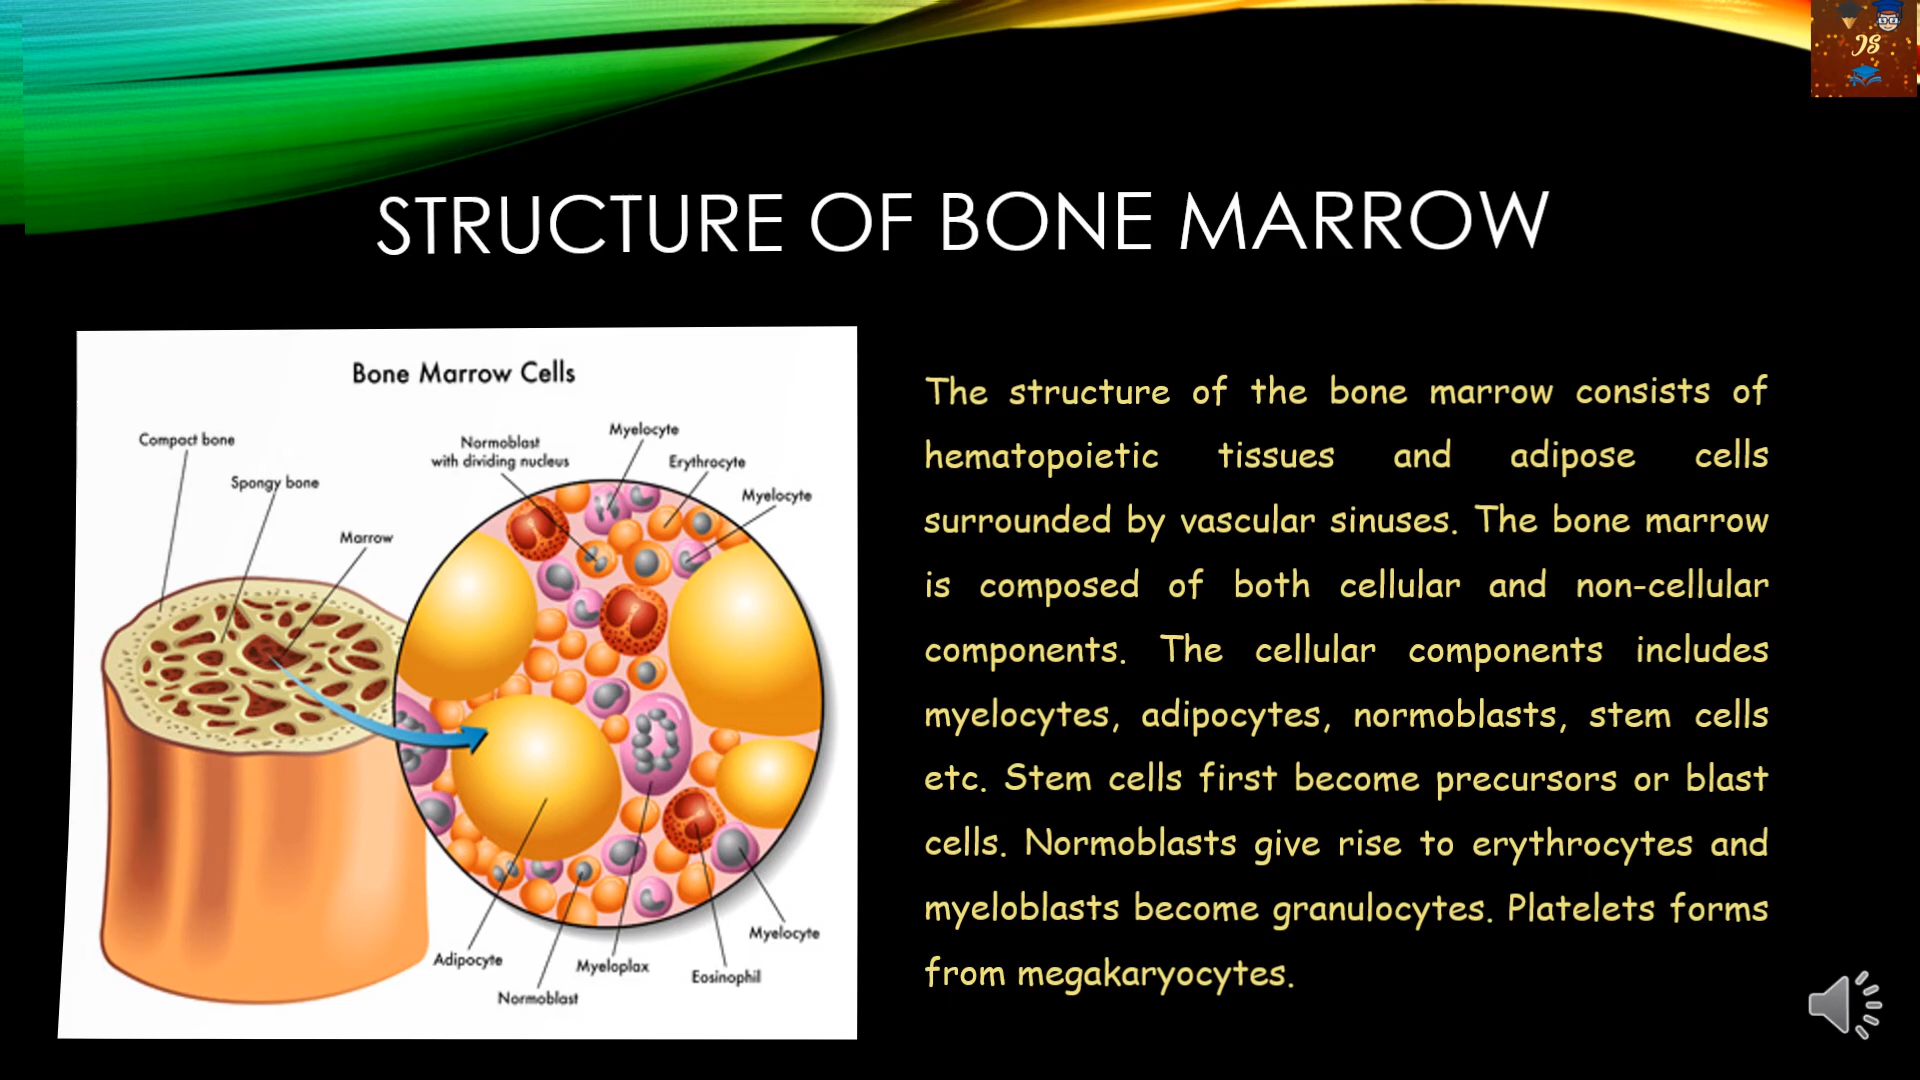 JS
STRUCTURE OF BONE MARROW
Bone Marrow Cells
Compact bone
Spongy bone
Marrow
Normoblast
with dividing nucleus
Myelocyte
Erythrocyte
Myelocyte
Adipocyte
Normoblast
Myeloplax
Eosinophil
Myelocyte
The structure of the bone marrow consists of
hematopoietic tissues and adipose cells
surrounded by vascular sinuses. The bone marrow
is composed of both cellular and non-cellular
components. The cellular components includes
myelocytes, adipocytes, normoblasts, stem cells
etc. Stem cells first become precursors or blast
cells. Normoblasts give rise to erythrocytes and
myeloblasts become granulocytes. Platelets forms
from megakaryocytes.